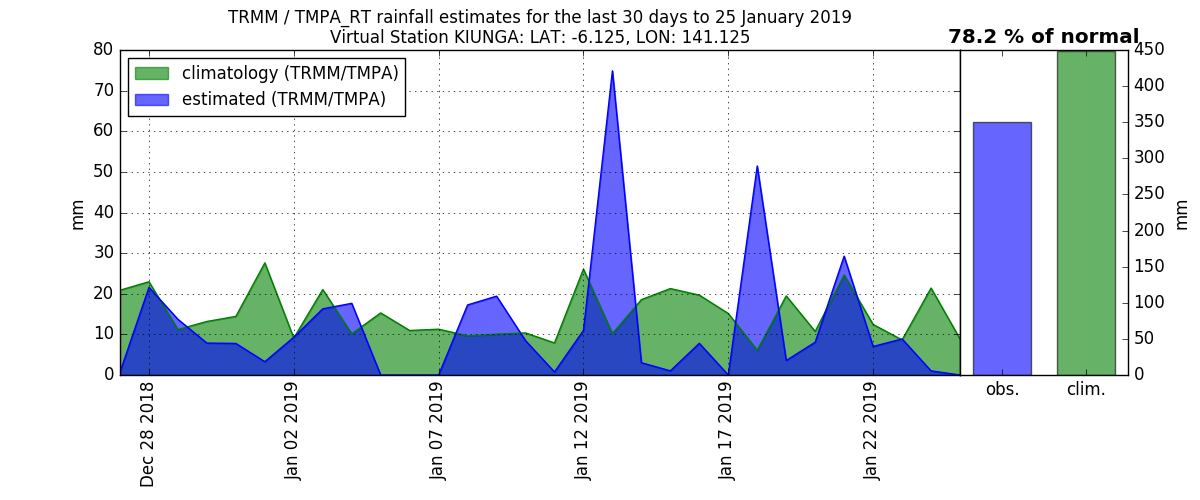 TRMM / TMPA_RT rainfall estimates for the last 30 days to 25 January 2019
Virtual Station KIUNGA: LAT: -6.125, LON: 141.125
78.2 % of normal
climatology (TRMM/TMPA)
estimated (TRMM/TMPA)
mm
80
70
60
50
40
30
20
10
0
Dec 28 2018
Jan 02 2019
Jan 07 2019
Jan 12 2019
Jan 17 2019
Jan 22 2019
450
400
350
300
250
200
150
100
50
0
mm
obs.
clim.